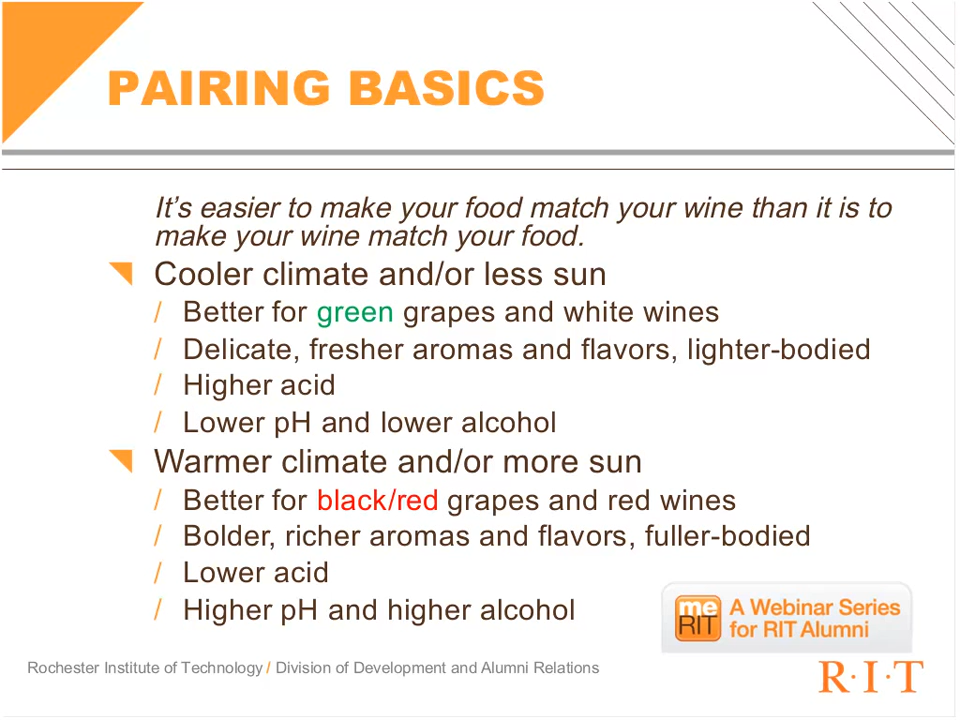 PAIRING BASICS
It’s easier to make your food match your wine than it is to
make your wine match your food.
Cooler climate and/or less sun
/ Better for green grapes and white wines
/ Delicate, fresher aromas and flavors, lighter-bodied
/ Higher acid
/ Lower pH and lower alcohol
Warmer climate and/or more sun
/ Better for black/red grapes and red wines
/ Bolder, richer aromas and flavors, fuller-bodied
/ Lower acid
/ Higher pH and higher alcohol
me
RIT
A Webinar Series
for RIT Alumni
Rochester Institute of Technology / Division of Development and Alumni Relations
R·I·T